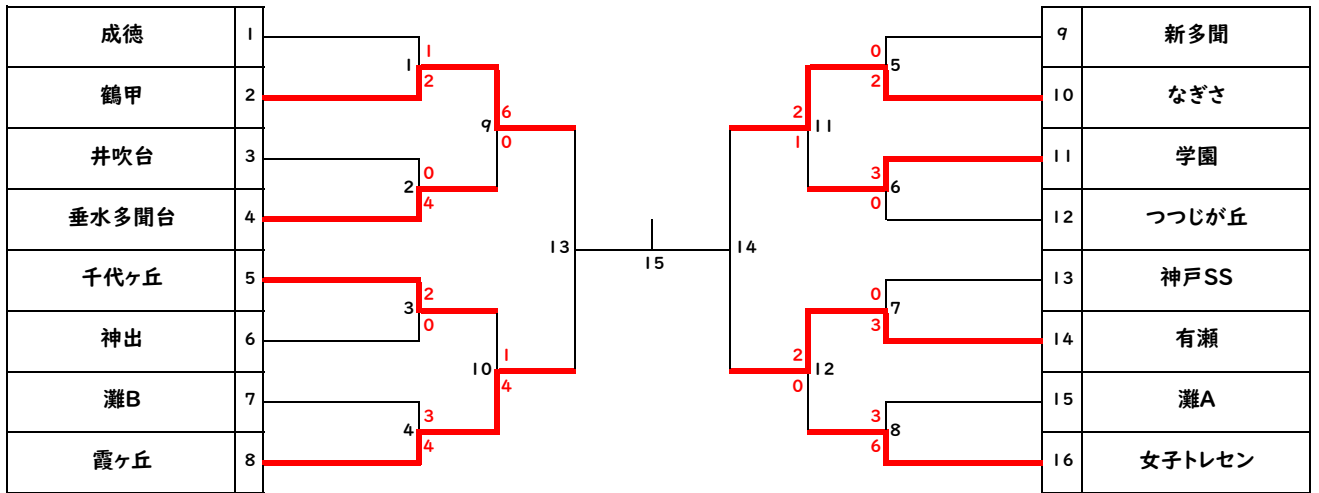 成徳 1 9 新多聞
1 1 0 5
2 2
鶴甲 2 10 なぎさ
6 2
9 11
0 1
井吹台 3 11 学園
0 3
2 6
4 0
垂水多聞台 4 12 つつじが丘
13 14
15
千代ヶ丘 5 13 神戸SS
2 0
3 7
0 3
神出 6 14 有瀬
1 2
10 12
4 0
灘B 7 15 灘A
3 3
4 8
4 6
霞ヶ丘 8 16 女子トレセン